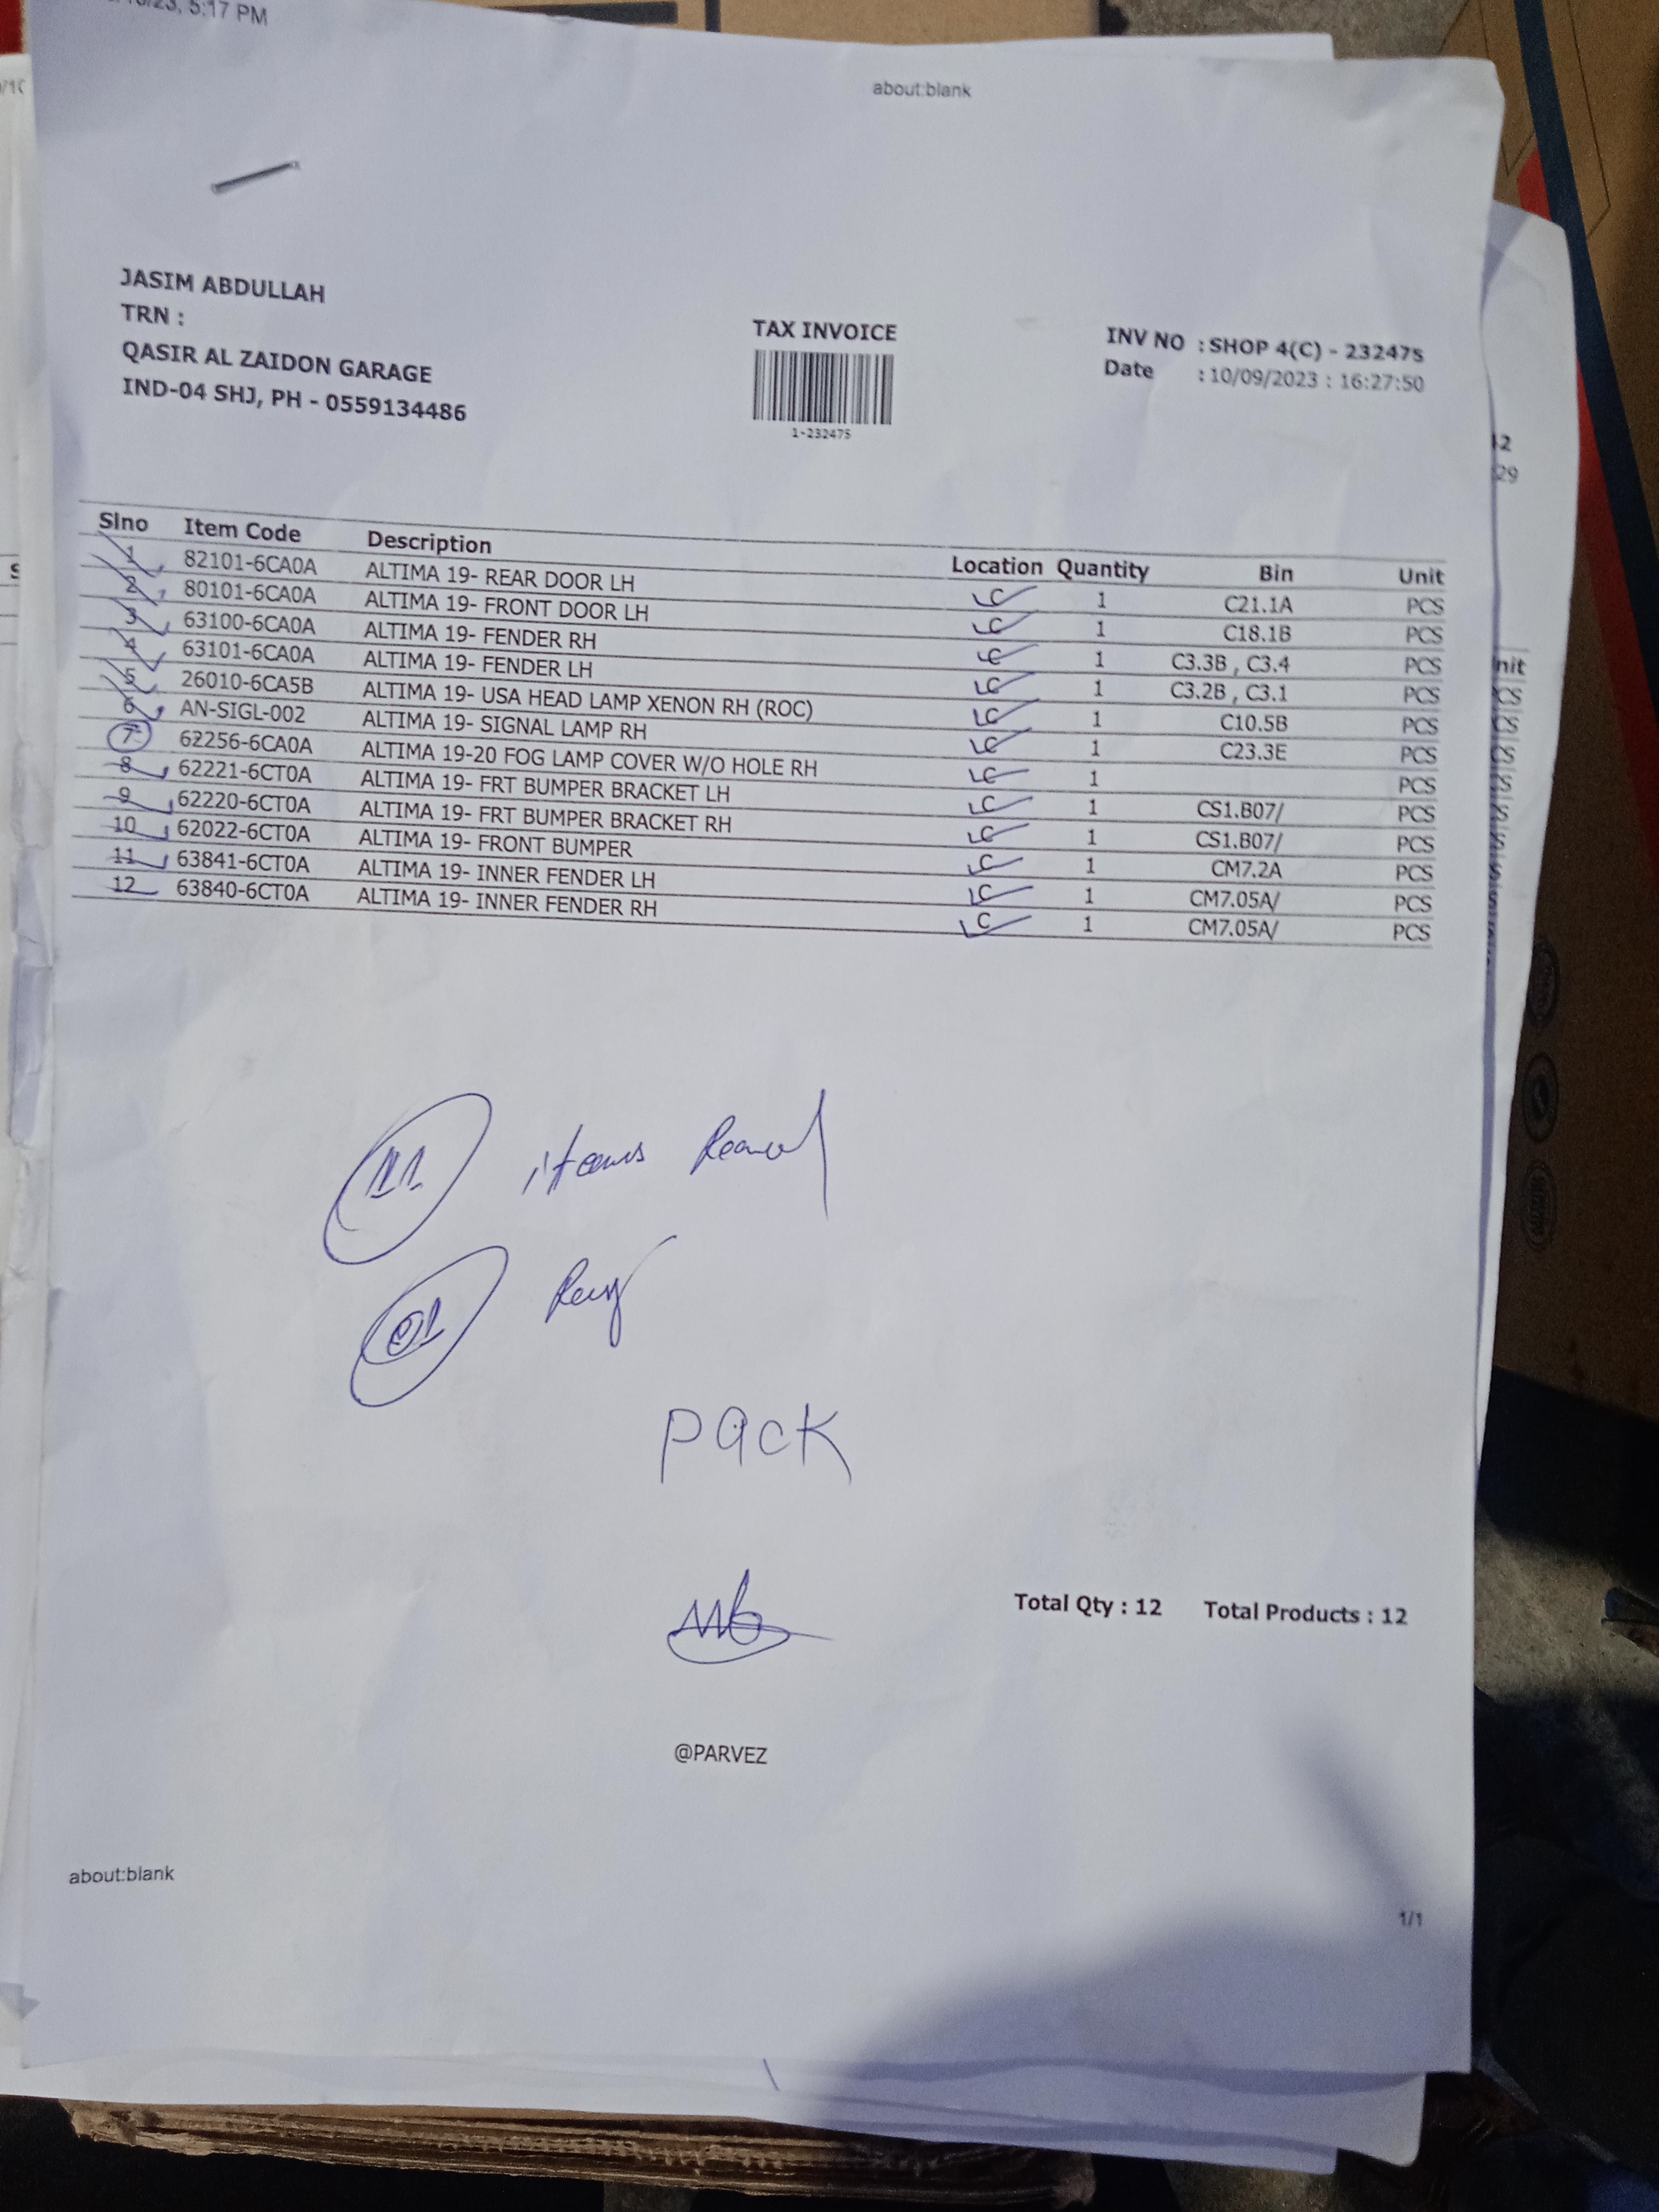 23, 5:17 PM
about:blank
JASIM ABDULLAH
TRN :
QASIR AL ZAIDON GARAGE
IND-04 SHJ, PH - 0559134486
TAX INVOICE
1-232475
INV NO : SHOP 4(C) - 232475
Date : 10/09/2023 : 16:27:50
Slno Item Code Description Location Quantity Bin Unit
1 82101-6CA0A ALTIMA 19- REAR DOOR LH C 1 C21.1A PCS
2 80101-6CA0A ALTIMA 19- FRONT DOOR LH C 1 C18.1B PCS
3 63100-6CA0A ALTIMA 19- FENDER RH C 1 C3.3B , C3.4 PCS
4 63101-6CA0A ALTIMA 19- FENDER LH C 1 C3.2B , C3.1 PCS
5 26010-6CA5B ALTIMA 19- USA HEAD LAMP XENON RH (ROC) C 1 C10.5B PCS
6 AN-SIGL-002 ALTIMA 19- SIGNAL LAMP RH C 1 C23.3E PCS
7 62256-6CA0A ALTIMA 19-20 FOG LAMP COVER W/O HOLE RH C 1 PCS
8 62221-6CT0A ALTIMA 19- FRT BUMPER BRACKET LH C 1 CS1.B07/ PCS
9 62220-6CT0A ALTIMA 19- FRT BUMPER BRACKET RH C 1 CS1.B07/ PCS
10 62022-6CT0A ALTIMA 19- FRONT BUMPER C 1 CM7.2A PCS
11 63841-6CT0A ALTIMA 19- INNER FENDER LH C 1 CM7.05A/ PCS
12 63840-6CT0A ALTIMA 19- INNER FENDER RH C 1 CM7.05A/ PCS
11 items
01
Pack
Total Qty : 12 Total Products : 12
@PARVEZ
about:blank
1/1